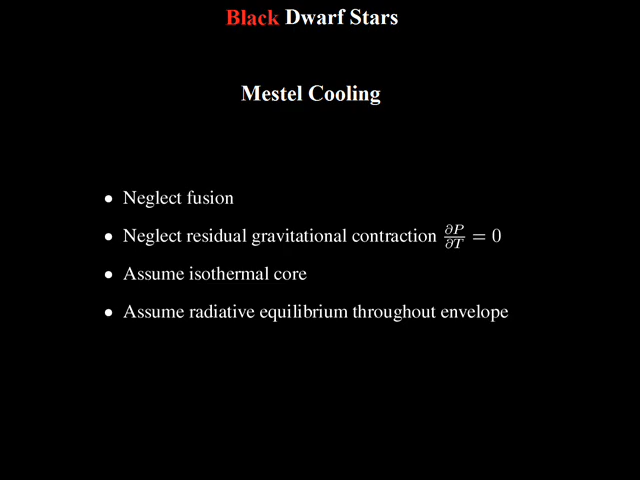 Black Dwarf Stars
Mestel Cooling
• Neglect fusion
• Neglect residual gravitational contraction ∂P/∂T = 0
• Assume isothermal core
• Assume radiative equilibrium throughout envelope